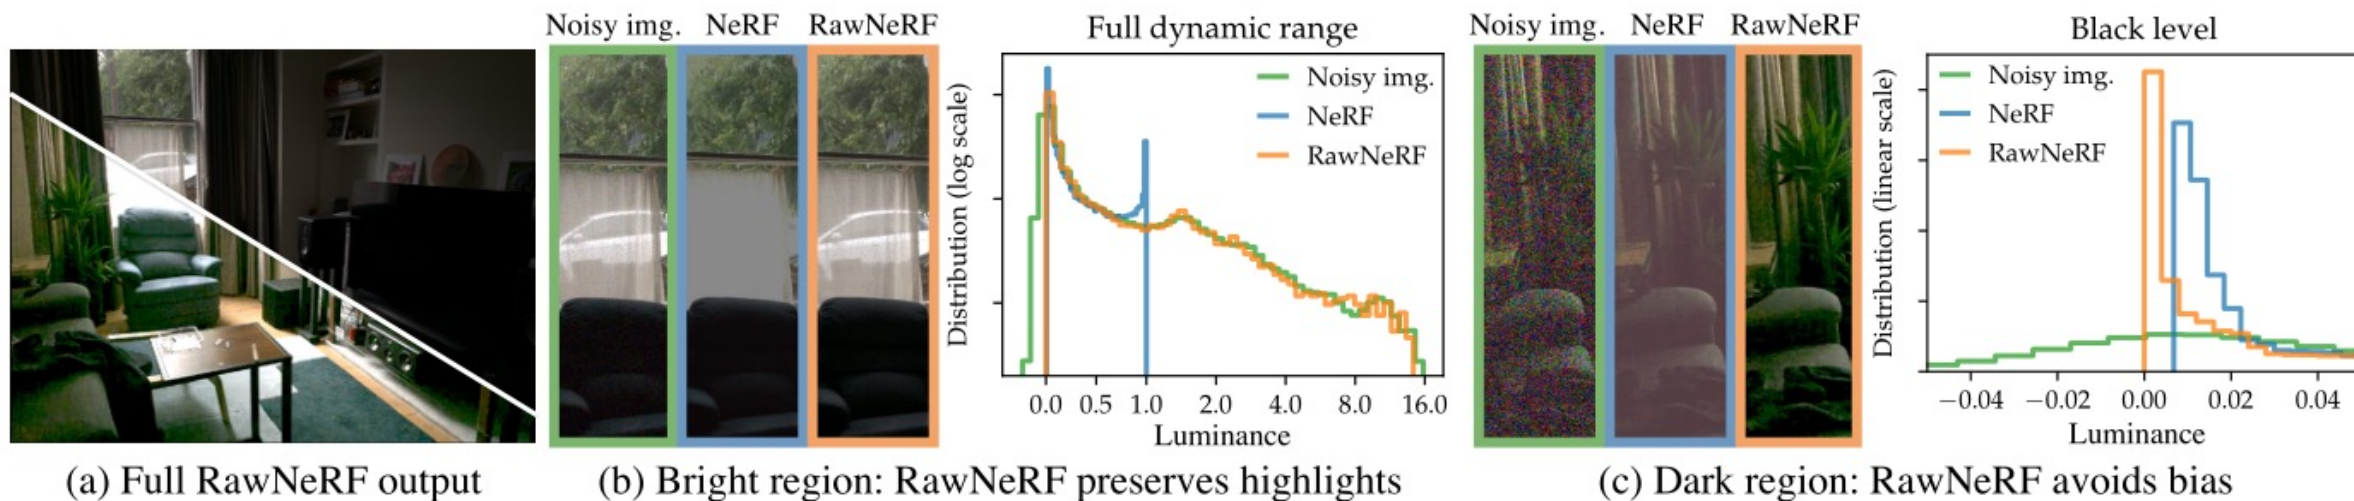 Noisy img. NeRF RawNeRF
Full dynamic range
Distribution (log scale)
Noisy img.
NeRF
RawNeRF
0.0 0.5 1.0 2.0 4.0 8.0 16.0
Luminance
Noisy img. NeRF RawNeRF
Black level
Distribution (linear scale)
Noisy img.
NeRF
RawNeRF
−0.04 −0.02 0.00 0.02 0.04
Luminance
(a) Full RawNeRF output
(b) Bright region: RawNeRF preserves highlights
(c) Dark region: RawNeRF avoids bias